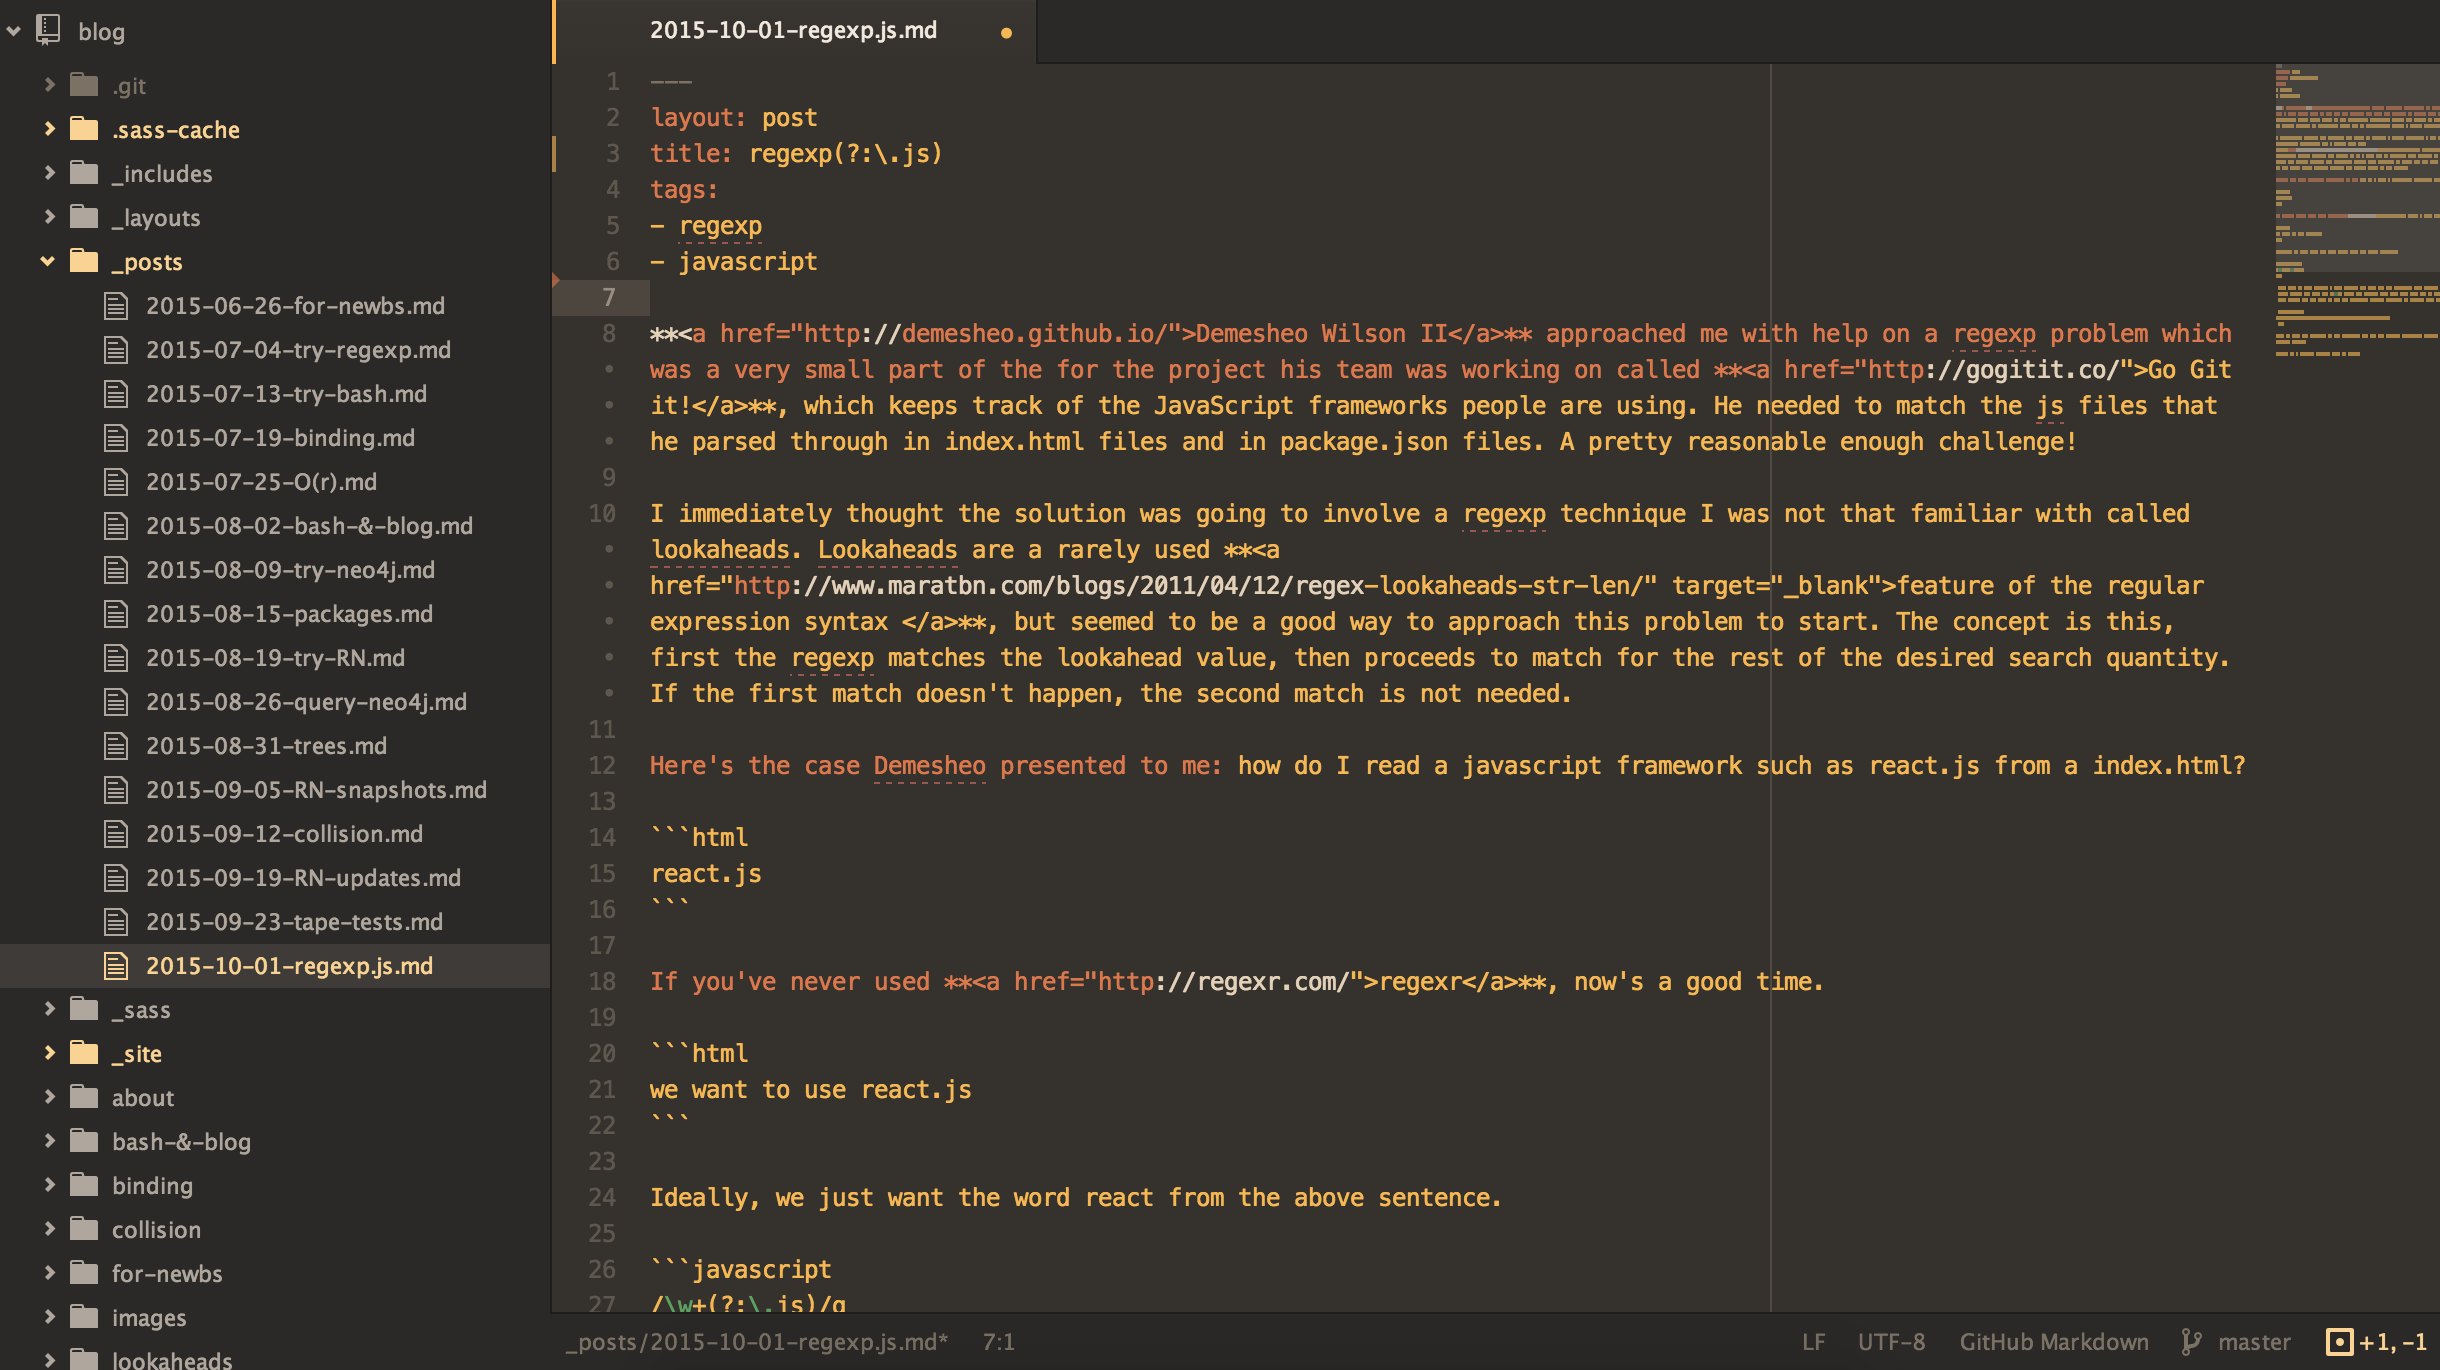 blog
.git
.sass-cache
_includes
_layouts
_posts
2015-06-26-for-newbs.md
2015-07-04-try-regexp.md
2015-07-13-try-bash.md
2015-07-19-binding.md
2015-07-25-O(r).md
2015-08-02-bash-&-blog.md
2015-08-09-try-neo4j.md
2015-08-15-packages.md
2015-08-19-try-RN.md
2015-08-26-query-neo4j.md
2015-08-31-trees.md
2015-09-05-RN-snapshots.md
2015-09-12-collision.md
2015-09-19-RN-updates.md
2015-09-23-tape-tests.md
2015-10-01-regexp.js.md
_sass
_site
about
bash-&-blog
binding
collision
for-newbs
images
lookaheads
2015-10-01-regexp.js.md
1 ---
2 layout: post
3 title: regexp(?:\.js)
4 tags:
5 - regexp
6 - javascript
7
8 **<a href="http://demesheo.github.io/">Demesheo Wilson II</a>** approached me with help on a regexp problem which
• was a very small part of the for the project his team was working on called **<a href="http://gogitit.co/">Go Git
• it!</a>**, which keeps track of the JavaScript frameworks people are using. He needed to match the js files that
• he parsed through in index.html files and in package.json files. A pretty reasonable enough challenge!
9
10 I immediately thought the solution was going to involve a regexp technique I was not that familiar with called
• lookaheads. Lookaheads are a rarely used **<a
• href="http://www.maratbn.com/blogs/2011/04/12/regex-lookaheads-str-len/" target="_blank">feature of the regular
• expression syntax </a>**, but seemed to be a good way to approach this problem to start. The concept is this,
• first the regexp matches the lookahead value, then proceeds to match for the rest of the desired search quantity.
• If the first match doesn't happen, the second match is not needed.
11
12 Here's the case Demesheo presented to me: how do I read a javascript framework such as react.js from a index.html?
13
14 ```html
15 react.js
16 ```
17
18 If you've never used **<a href="http://regexr.com/">regexr</a>**, now's a good time.
19
20 ```html
21 we want to use react.js
22 ```
23
24 Ideally, we just want the word react from the above sentence.
25
26 ```javascript
27 /\w+(?:\.js)/g
_posts/2015-10-01-regexp.js.md* 7:1 LF UTF-8 GitHub Markdown master +1, -1